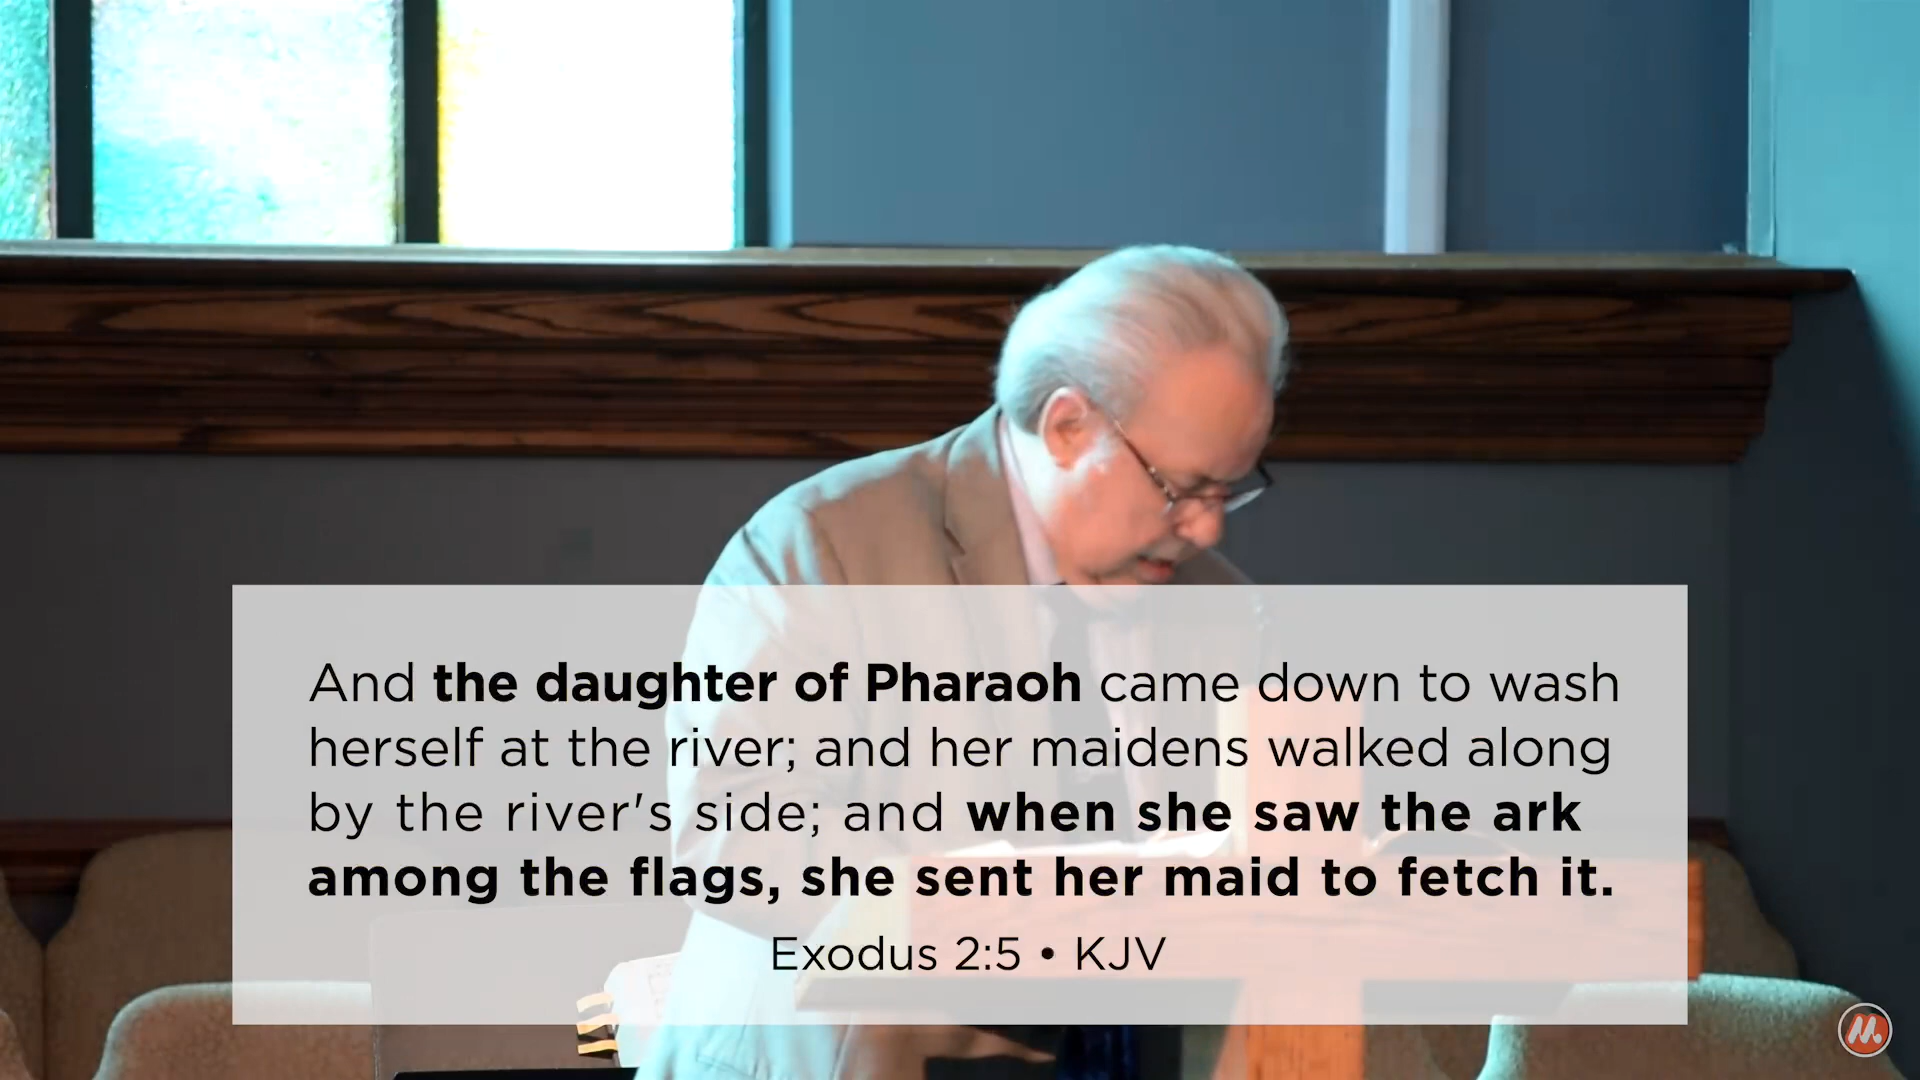 And the daughter of Pharaoh came down to wash
herself at the river; and her maidens walked along
by the river's side; and when she saw the ark
among the flags, she sent her maid to fetch it.
Exodus 2:5 • KJV